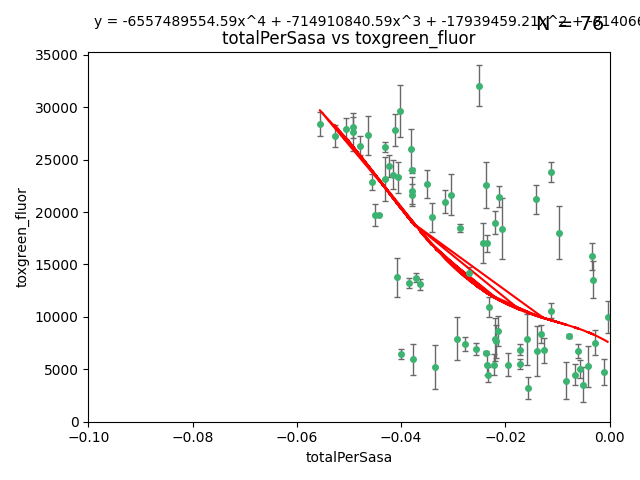 y = -6557489554.59x^4 + -714910840.59x^3 + -17939459.21x^2 +
N = 76
totalPerSasa vs toxgreen_fluor
35000
30000
25000
20000
15000
10000
5000
0
toxgreen_fluor
−0.10 −0.08 −0.06 −0.04 −0.02 0.00
totalPerSasa